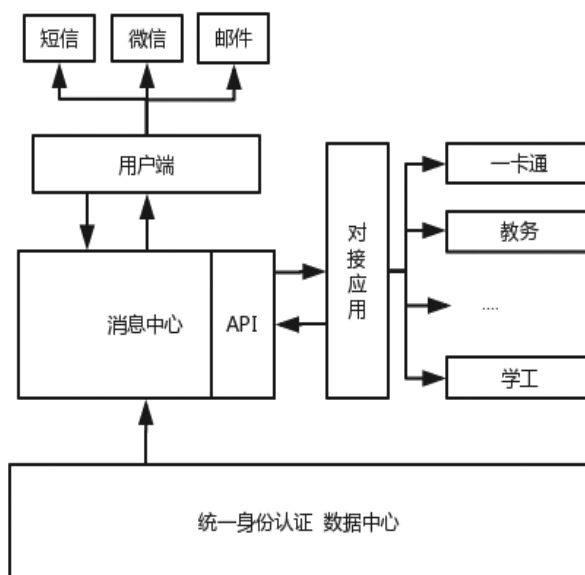 短信 微信 邮件
用户端
一卡通
教务
对接应用
消息中心 API
....
学工
统一身份认证 数据中心